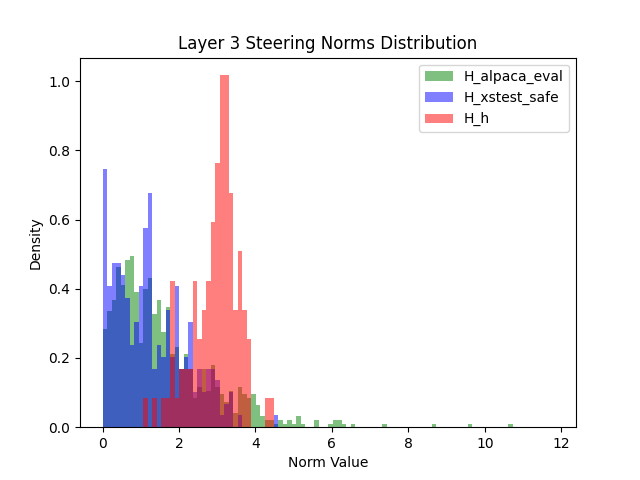 Layer 3 Steering Norms Distribution
H_alpaca_eval
H_xstest_safe
H_h
Density
1.0
0.8
0.6
0.4
0.2
0.0
0 2 4 6 8 10 12
Norm Value